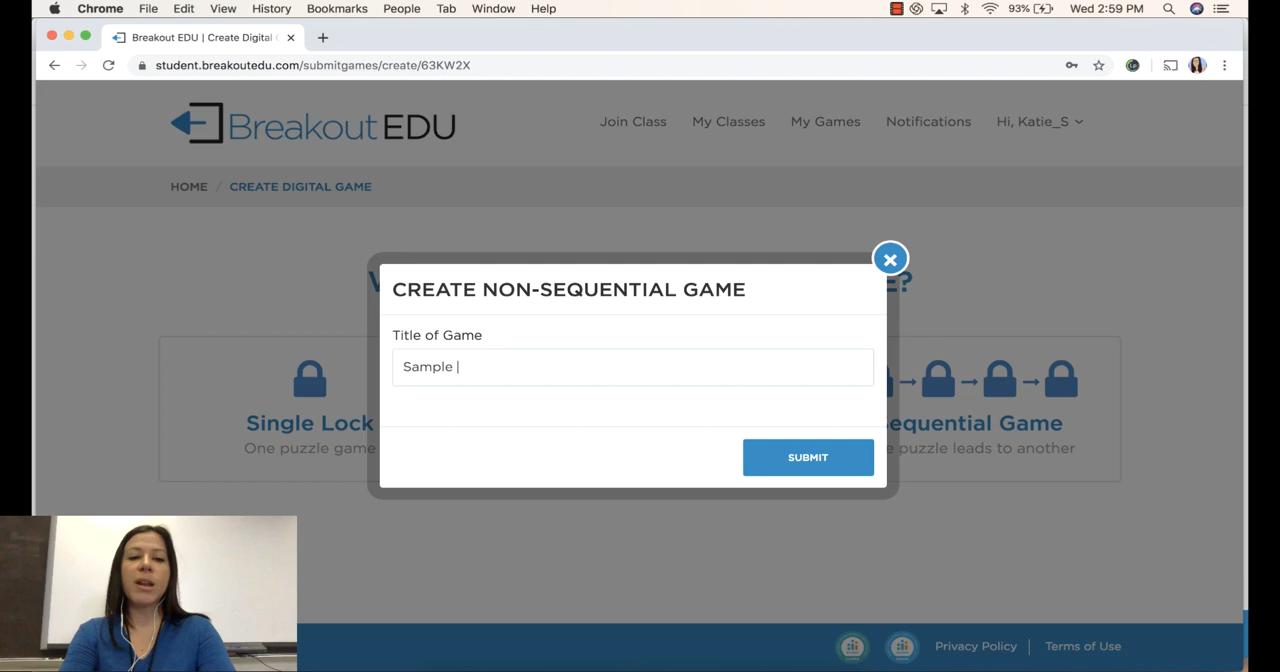 Chrome File Edit View History Bookmarks People Tab Window Help 93% Wed 2:59 PM
Breakout EDU | Create Digital
student.breakoutedu.com/submitgames/create/63KW2X
Breakout EDU Join Class My Classes My Games Notifications Hi, Katie_S
HOME / CREATE DIGITAL GAME
?
CREATE NON-SEQUENTIAL GAME
Title of Game
Sample
Single Lock
One puzzle game
equential Game
puzzle leads to another
SUBMIT
Privacy Policy | Terms of Use